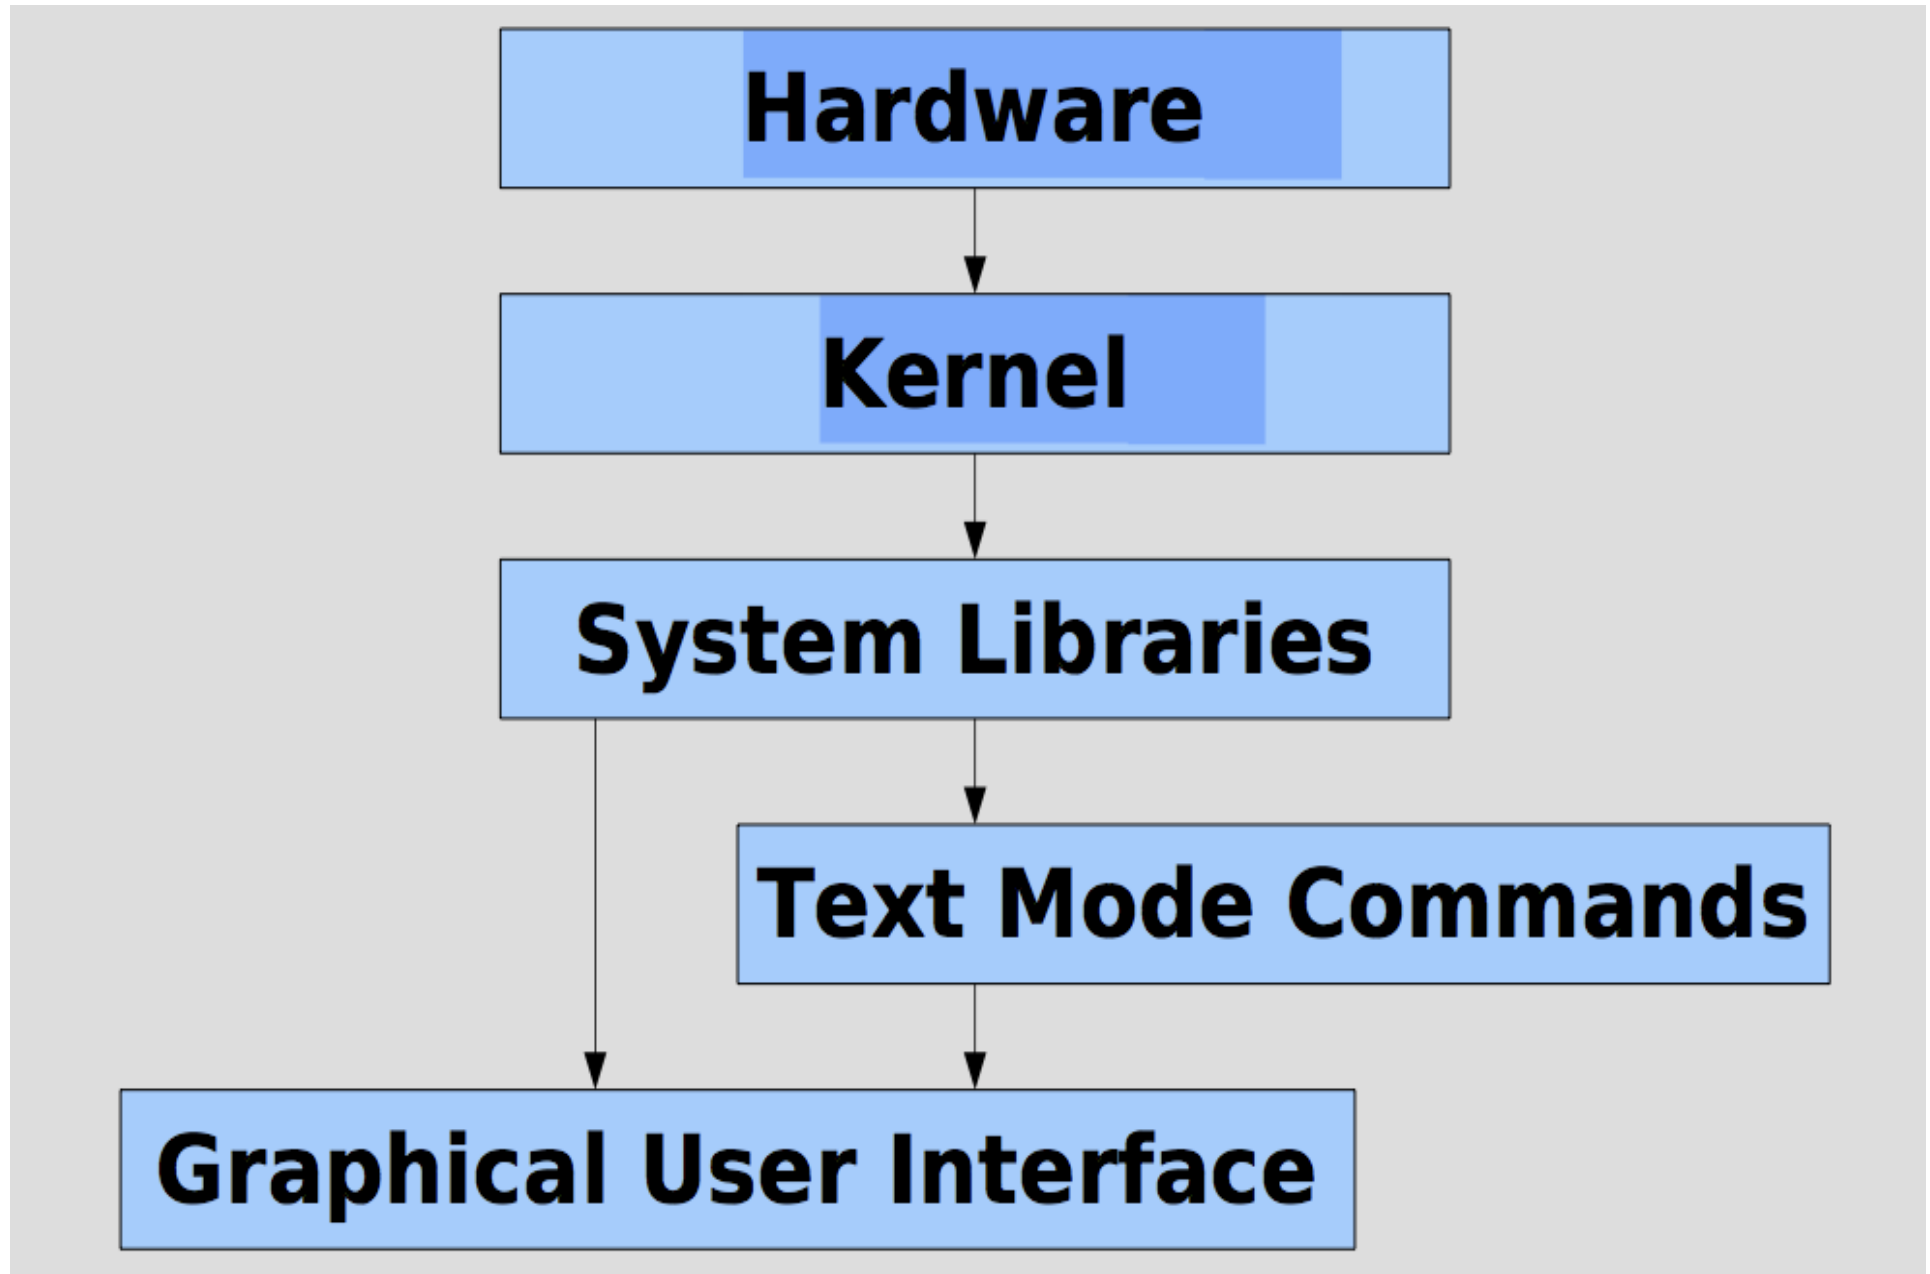 Hardware
Kernel
System Libraries
Text Mode Commands
Graphical User Interface